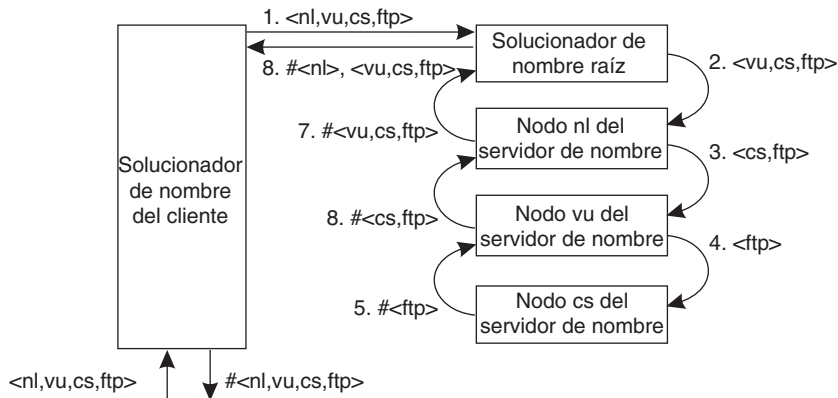 1. <nl,vu,cs,ftp>
8. #<nl>, <vu,cs,ftp>
Solucionador de
nombre raíz
2. <vu,cs,ftp>
7. #<vu,cs,ftp>
Nodo nl del
servidor de nombre
3. <cs,ftp>
Solucionador
de nombre
del cliente
8. #<cs,ftp>
Nodo vu del
servidor de nombre
4. <ftp>
5. #<ftp>
Nodo cs del
servidor de nombre
<nl,vu,cs,ftp>
#<nl,vu,cs,ftp>